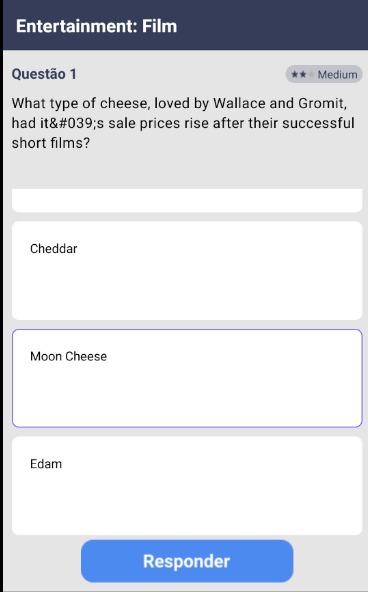 Entertainment: Film
Questão 1
Medium
What type of cheese, loved by Wallace and Gromit,
had it&#039;s sale prices rise after their successful
short films?
Cheddar
Moon Cheese
Edam
Responder